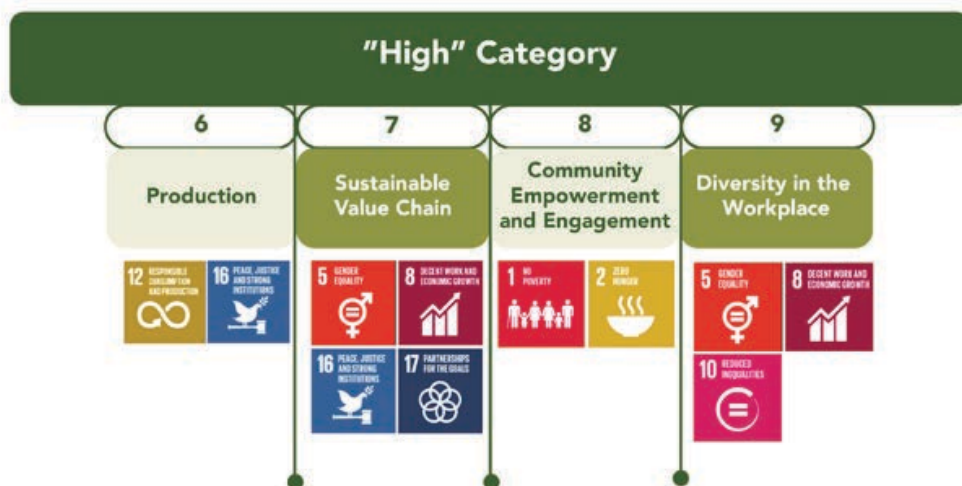 ”High” Category
6
7
8
9
Production
Sustainable
Value Chain
Community
Empowerment
and Engagement
Diversity in the
Workplace
12 RESPONSIBLE
CONSUMPTION
AND PRODUCTION
16 PEACE, JUSTICE
AND STRONG
INSTITUTIONS
5 GENDER
EQUALITY
8 DECENT WORK AND
ECONOMIC GROWTH
16 PEACE, JUSTICE
AND STRONG
INSTITUTIONS
17 PARTNERSHIPS
FOR THE GOALS
1 NO
POVERTY
2 ZERO
HUNGER
5 GENDER
EQUALITY
8 DECENT WORK AND
ECONOMIC GROWTH
10 REDUCED
INEQUALITIES